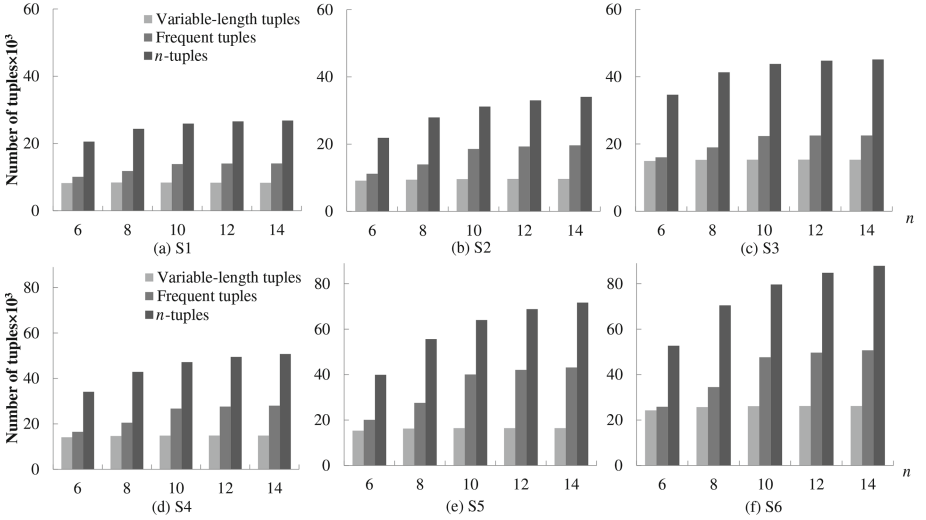 Number of tuples×10³
60
40
20
0
Variable-length tuples
Frequent tuples
n-tuples
6 8 10 12 14
(a) S1
60
40
20
0
6 8 10 12 14
(b) S2
60
40
20
0
6 8 10 12 14
n
(c) S3
Number of tuples×10³
80
60
40
20
0
Variable-length tuples
Frequent tuples
n-tuples
6 8 10 12 14
(d) S4
80
60
40
20
0
6 8 10 12 14
(e) S5
80
60
40
20
0
6 8 10 12 14
n
(f) S6